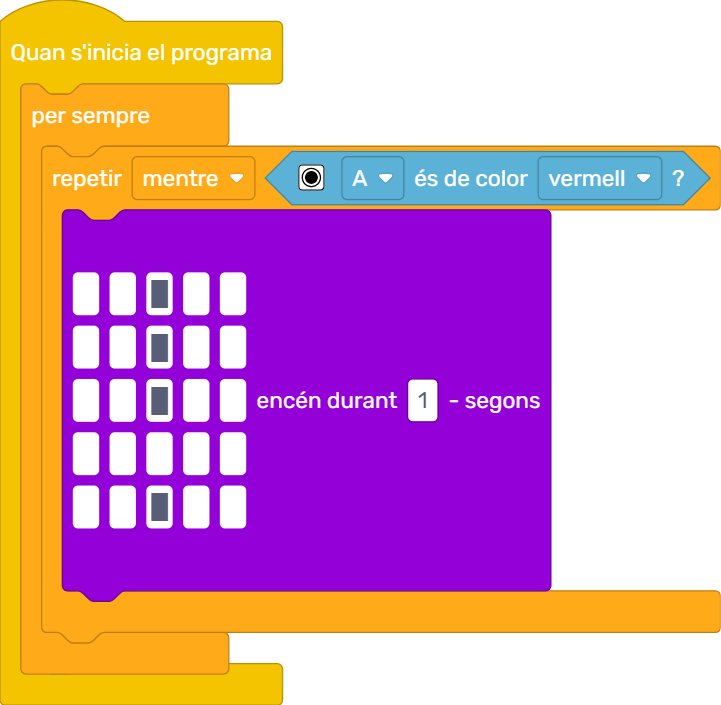 Quan s'inicia el programa
per sempre
repetir mentre A és de color vermell ?
encén durant 1 - segons